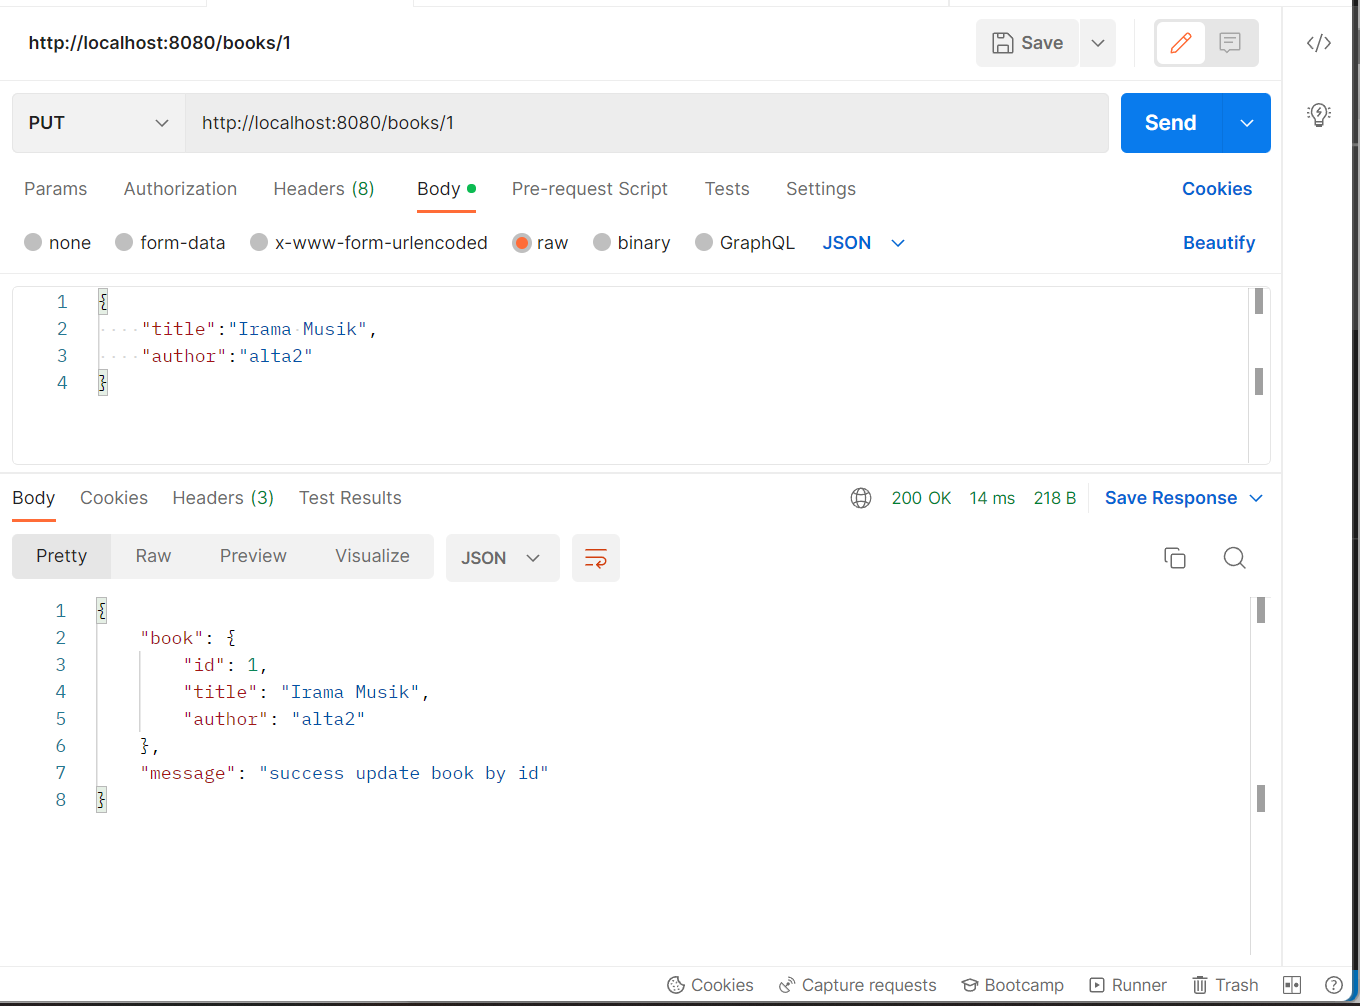 http://localhost:8080/books/1
Save
PUT http://localhost:8080/books/1 Send
Params Authorization Headers (8) Body Pre-request Script Tests Settings Cookies
none form-data x-www-form-urlencoded raw binary GraphQL JSON Beautify
1 {
2 "title":"Irama Musik",
3 "author":"alta2"
4 }
Body Cookies Headers (3) Test Results 200 OK 14 ms 218 B Save Response
Pretty Raw Preview Visualize JSON
1 {
2 "book": {
3 "id": 1,
4 "title": "Irama Musik",
5 "author": "alta2"
6 },
7 "message": "success update book by id"
8 }
Cookies Capture requests Bootcamp Runner Trash